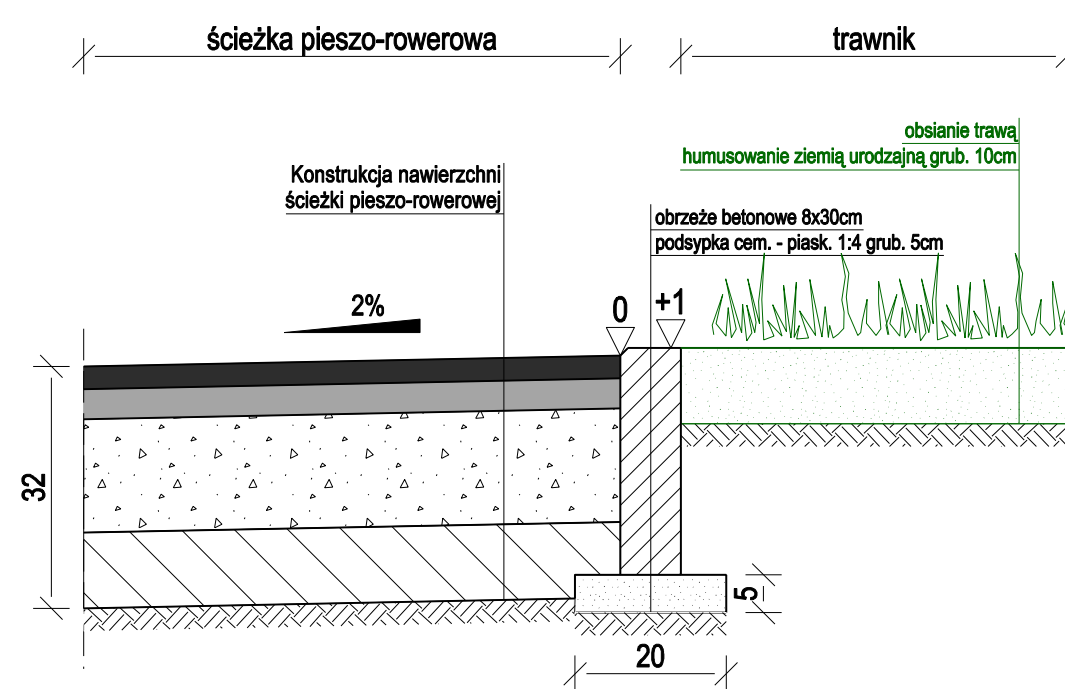 ścieżka pieszo-rowerowa
trawnik
obsianie trawą
humusowanie ziemią urodzajną grub. 10cm
Konstrukcja nawierzchni
ścieżki pieszo-rowerowej
obrzeże betonowe 8x30cm
podsypka cem. - piask. 1:4 grub. 5cm
2%
0
+1
32
5
20